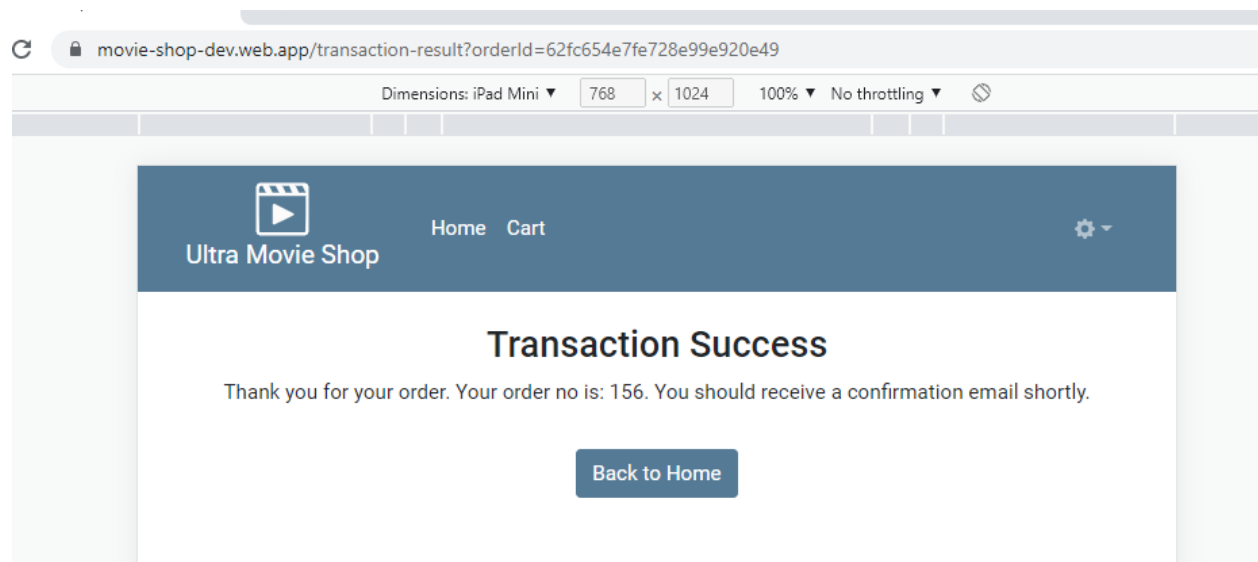 movie-shop-dev.web.app/transaction-result?orderId=62fc654e7fe728e99e920e49
Dimensions: iPad Mini ▼ 768 x 1024 100% ▼ No throttling ▼
Home Cart
Ultra Movie Shop
Transaction Success
Thank you for your order. Your order no is: 156. You should receive a confirmation email shortly.
Back to Home